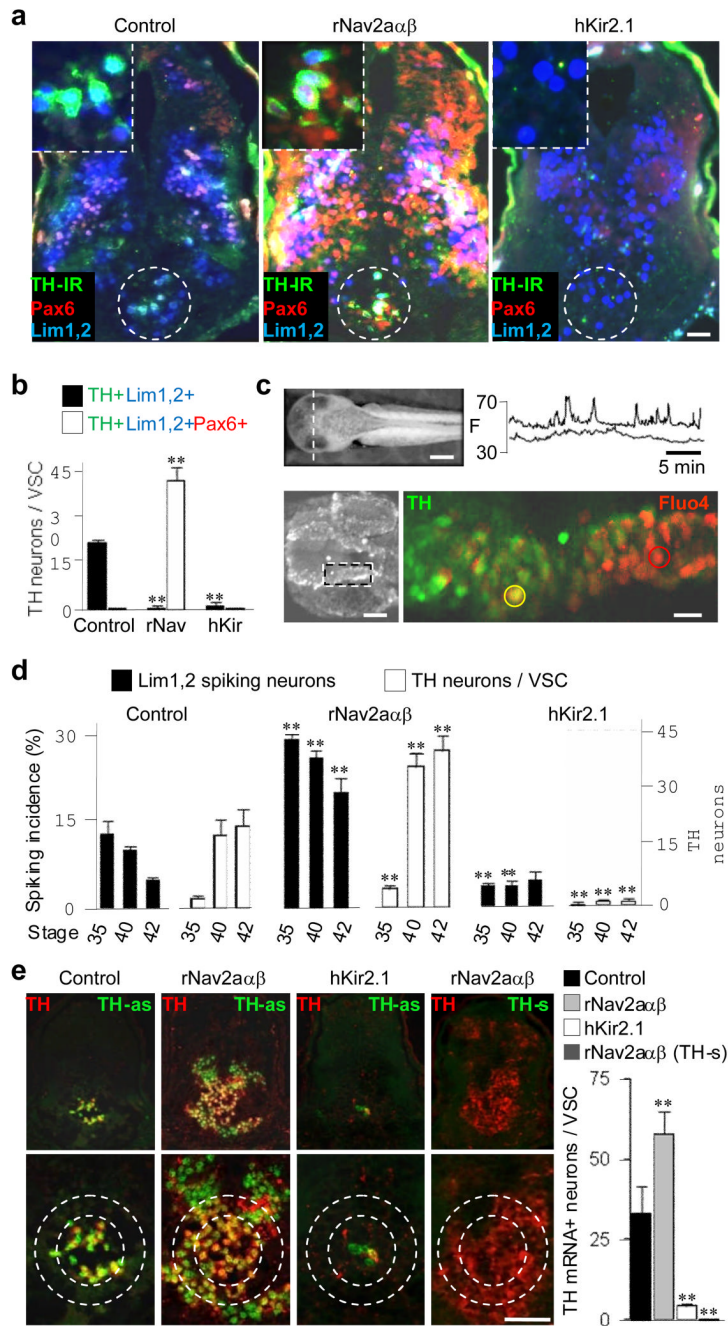 a
Control rNav2aαβ hKir2.1
TH-IR
Pax6
Lim1,2
TH-IR
Pax6
Lim1,2
TH-IR
Pax6
Lim1,2
b
TH+Lim1,2+
TH+Lim1,2+Pax6+
TH neurons / VSC
45
3
0
15
0
** ** **
Control rNav hKir
c
F
70
30
5 min
TH Fluo4
d
Lim1,2 spiking neurons TH neurons / VSC
Control rNav2aαβ hKir2.1
Spiking incidence (%)
30
15
0
** ** ** ** ** ** ** ** ** ** **
45
30
15
0
TH
neurons
Stage 35 40 42 35 40 42 35 40 42 35 40 42 35 40 42 35 40 42
e
Control rNav2aαβ hKir2.1 rNav2aαβ
TH TH-as TH TH-as TH TH-as TH TH-s
Control
rNav2aαβ
hKir2.1
rNav2aαβ (TH-s)
TH mRNA+ neurons / VSC
75
50
25
0
** ** **